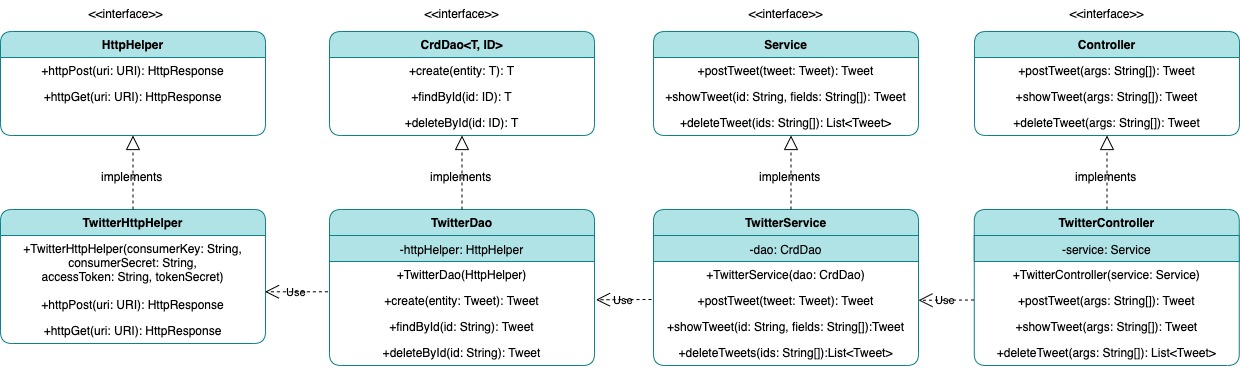 <<interface>>
HttpHelper
+httpPost(uri: URI): HttpResponse
+httpGet(uri: URI): HttpResponse
implements
TwitterHttpHelper
+TwitterHttpHelper(consumerKey: String,
consumerSecret: String,
accessToken: String, tokenSecret)
+httpPost(uri: URI): HttpResponse
+httpGet(uri: URI): HttpResponse
Use
<<interface>>
CrdDao<T, ID>
+create(entity: T): T
+findById(id: ID): T
+deleteById(id: ID): T
implements
TwitterDao
-httpHelper: HttpHelper
+TwitterDao(HttpHelper)
+create(entity: Tweet): Tweet
+findById(id: String): Tweet
+deleteById(id: String): Tweet
Use
<<interface>>
Service
+postTweet(tweet: Tweet): Tweet
+showTweet(id: String, fields: String[]): Tweet
+deleteTweet(ids: String[]): List<Tweet>
implements
TwitterService
-dao: CrdDao
+TwitterService(dao: CrdDao)
+postTweet(tweet: Tweet): Tweet
+showTweet(id: String, fields: String[]):Tweet
+deleteTweets(ids: String[]):List<Tweet>
Use
<<interface>>
Controller
+postTweet(args: String[]): Tweet
+showTweet(args: String[]): Tweet
+deleteTweet(args: String[]): Tweet
implements
TwitterController
-service: Service
+TwitterController(service: Service)
+postTweet(args: String[]): Tweet
+showTweet(args: String[]): Tweet
+deleteTweet(args: String[]): List<Tweet>